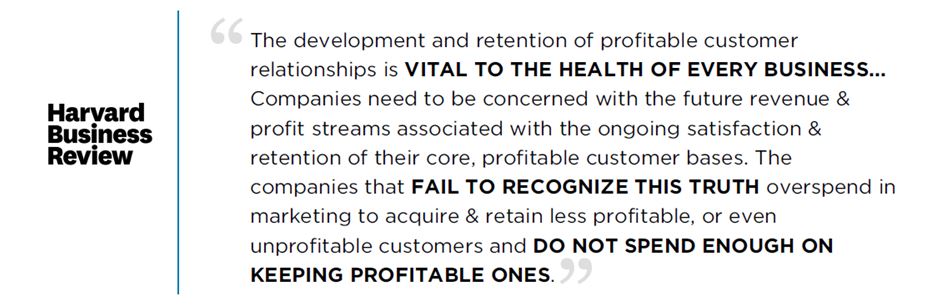 Harvard
Business
Review
“The development and retention of profitable customer
relationships is VITAL TO THE HEALTH OF EVERY BUSINESS...
Companies need to be concerned with the future revenue &
profit streams associated with the ongoing satisfaction &
retention of their core, profitable customer bases. The
companies that FAIL TO RECOGNIZE THIS TRUTH overspend in
marketing to acquire & retain less profitable, or even
unprofitable customers and DO NOT SPEND ENOUGH ON
KEEPING PROFITABLE ONES.”